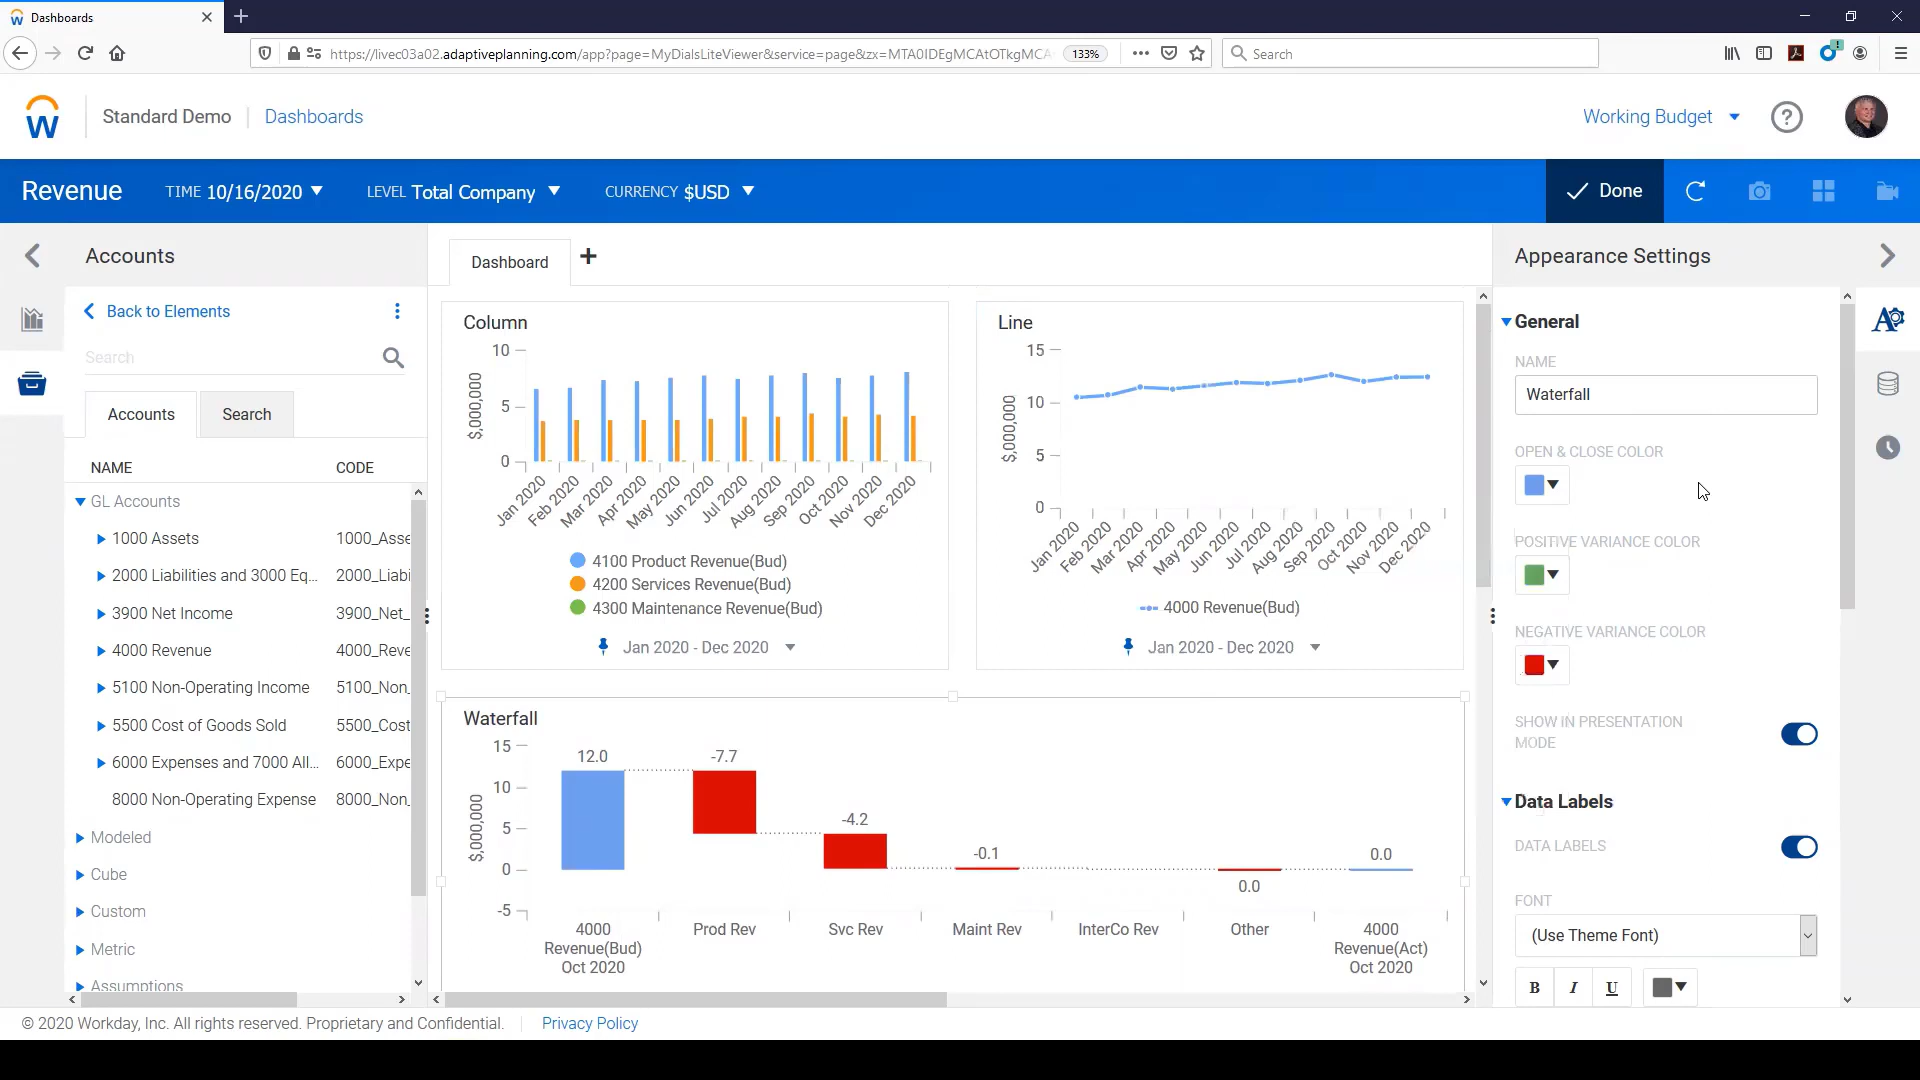 Dashboards
https://livec03a02.adaptiveplanning.com/app?page=MyDialsLiteViewer&service=page&zx=MTA0IDEgMCAtOTkgMCA
133%
Search
Standard Demo
Dashboards
Working Budget
Revenue
TIME 10/16/2020
LEVEL Total Company
CURRENCY $USD
Done
Accounts
Back to Elements
Search
Accounts
Search
NAME
CODE
GL Accounts
1000 Assets
1000_Asse
2000 Liabilities and 3000 Eq...
2000_Liabi
3900 Net Income
3900_Net_
4000 Revenue
4000_Reve
5100 Non-Operating Income
5100_Non_
5500 Cost of Goods Sold
5500_Cost
6000 Expenses and 7000 All...
6000_Expe
8000 Non-Operating Expense
8000_Non_
Modeled
Cube
Custom
Metric
Assumptions
Dashboard
Column
10
5
0
$,000,000
Jan 2020
Feb 2020
Mar 2020
Apr 2020
May 2020
Jun 2020
Jul 2020
Aug 2020
Sep 2020
Oct 2020
Nov 2020
Dec 2020
4100 Product Revenue(Bud)
4200 Services Revenue(Bud)
4300 Maintenance Revenue(Bud)
Jan 2020 - Dec 2020
Line
15
10
5
0
$,000,000
Jan 2020
Feb 2020
Mar 2020
Apr 2020
May 2020
Jun 2020
Jul 2020
Aug 2020
Sep 2020
Oct 2020
Nov 2020
Dec 2020
4000 Revenue(Bud)
Jan 2020 - Dec 2020
Waterfall
15
10
5
0
-5
$,000,000
12.0
-7.7
-4.2
-0.1
0.0
0.0
4000
Revenue(Bud)
Oct 2020
Prod Rev
Svc Rev
Maint Rev
InterCo Rev
Other
4000
Revenue(Act)
Oct 2020
Appearance Settings
General
NAME
Waterfall
OPEN & CLOSE COLOR
POSITIVE VARIANCE COLOR
NEGATIVE VARIANCE COLOR
SHOW IN PRESENTATION
MODE
Data Labels
DATA LABELS
FONT
(Use Theme Font)
B
I
U
© 2020 Workday, Inc. All rights reserved. Proprietary and Confidential.
Privacy Policy